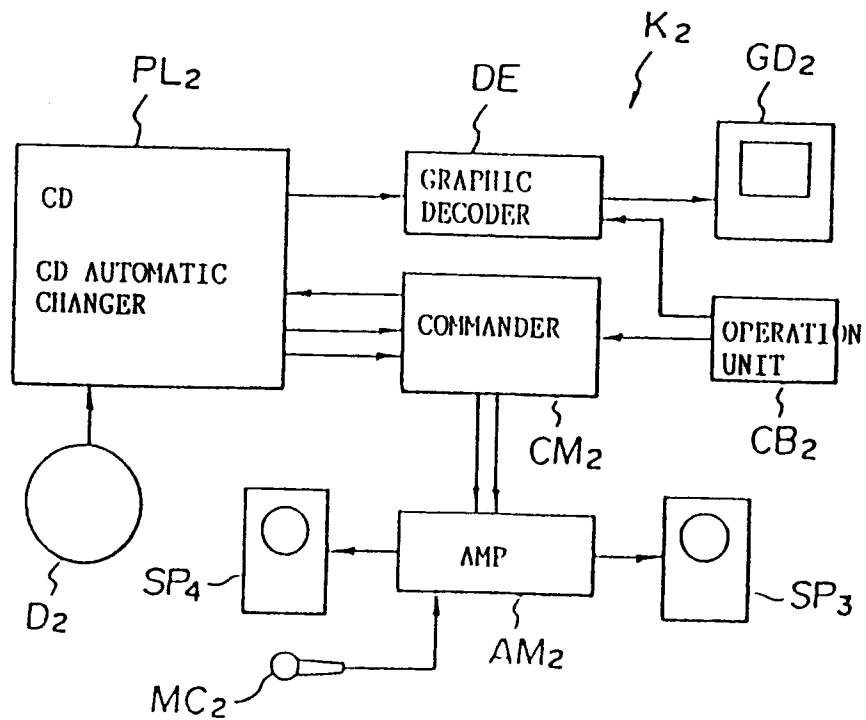 K2
PL2
DE
GD2
CD
CD AUTOMATIC
CHANGER
GRAPHIC
DECODER
COMMANDER
OPERATION
UNIT
CM2
CB2
D2
SP4
AMP
SP3
AM2
MC2